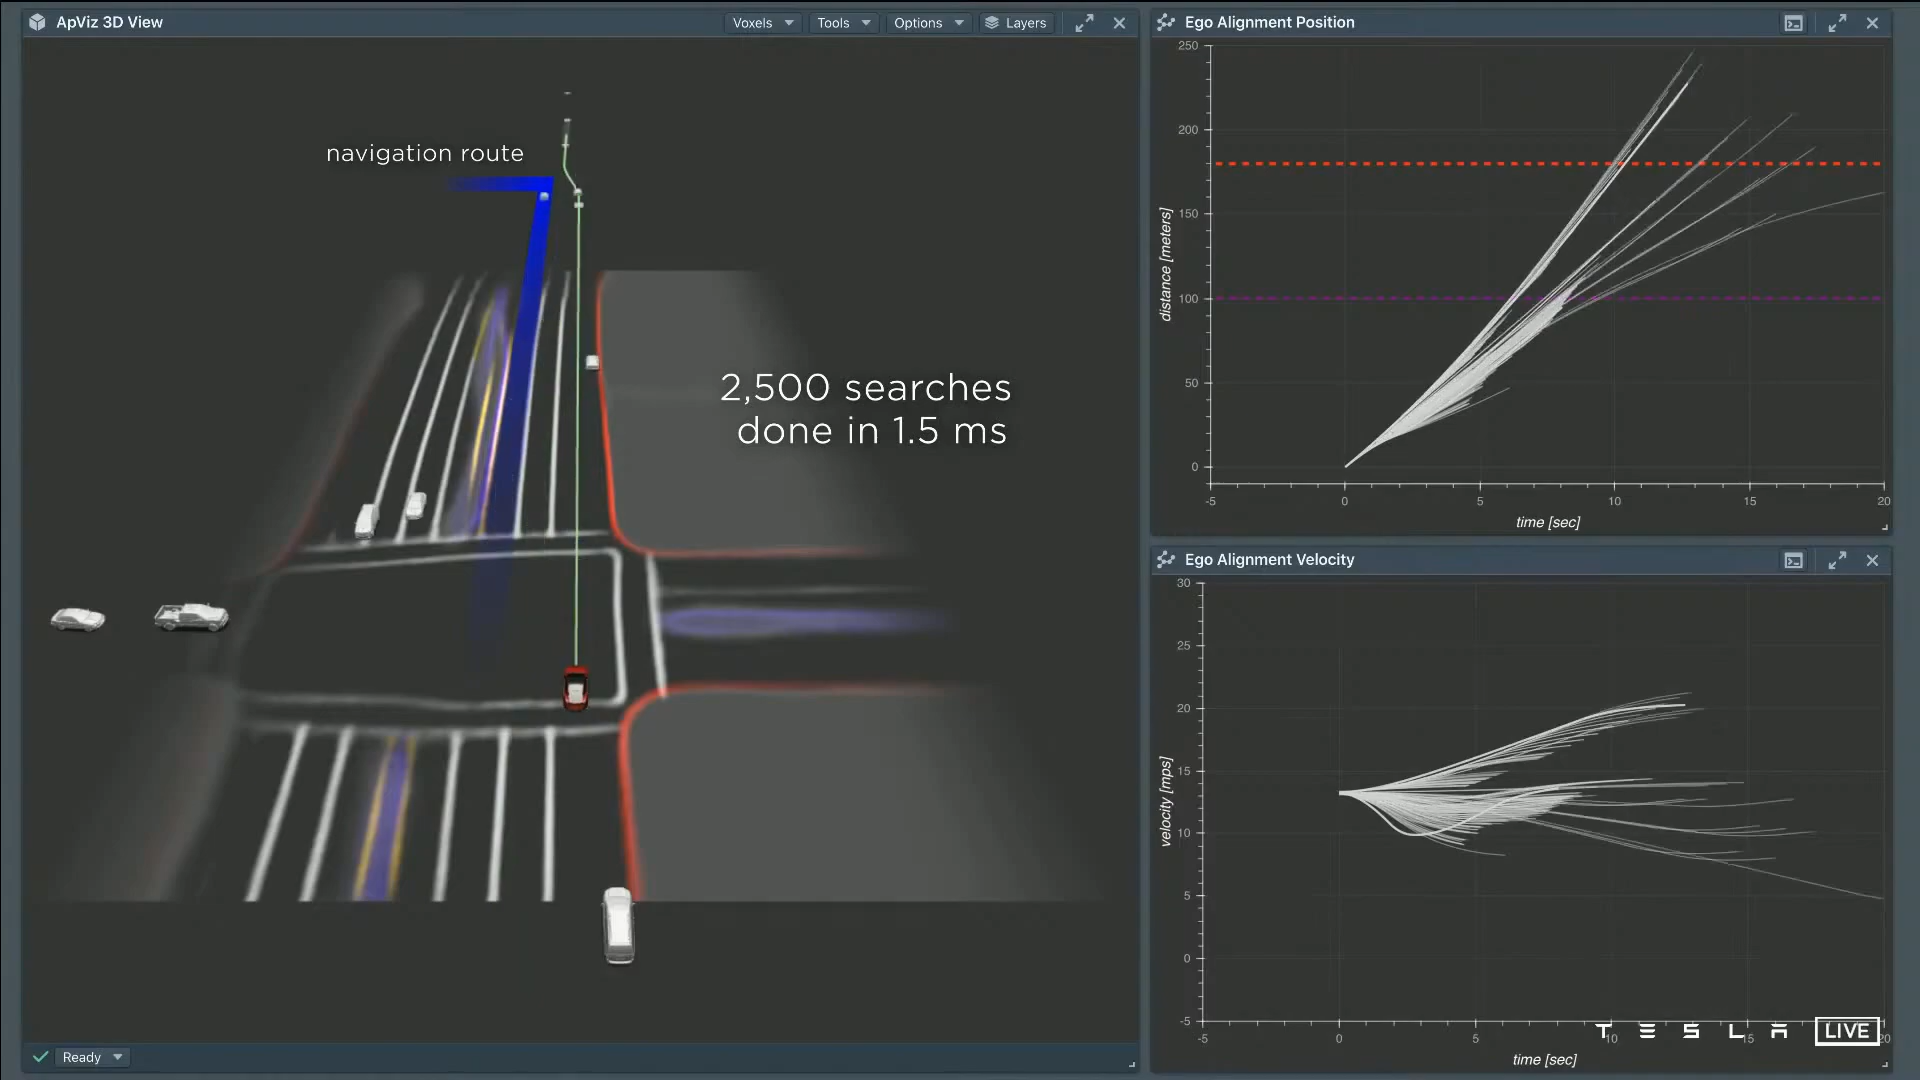 ApViz 3D View
Voxels
Tools
Options
Layers
navigation route
2,500 searches
done in 1.5 ms
Ready
Ego Alignment Position
250
200
150
100
50
0
distance [meters]
-5 0 5 10 15 20
time [sec]
Ego Alignment Velocity
30
25
20
15
10
5
0
-5
velocity [mps]
-5 0 5 10 15 20
time [sec]
TESLA LIVE